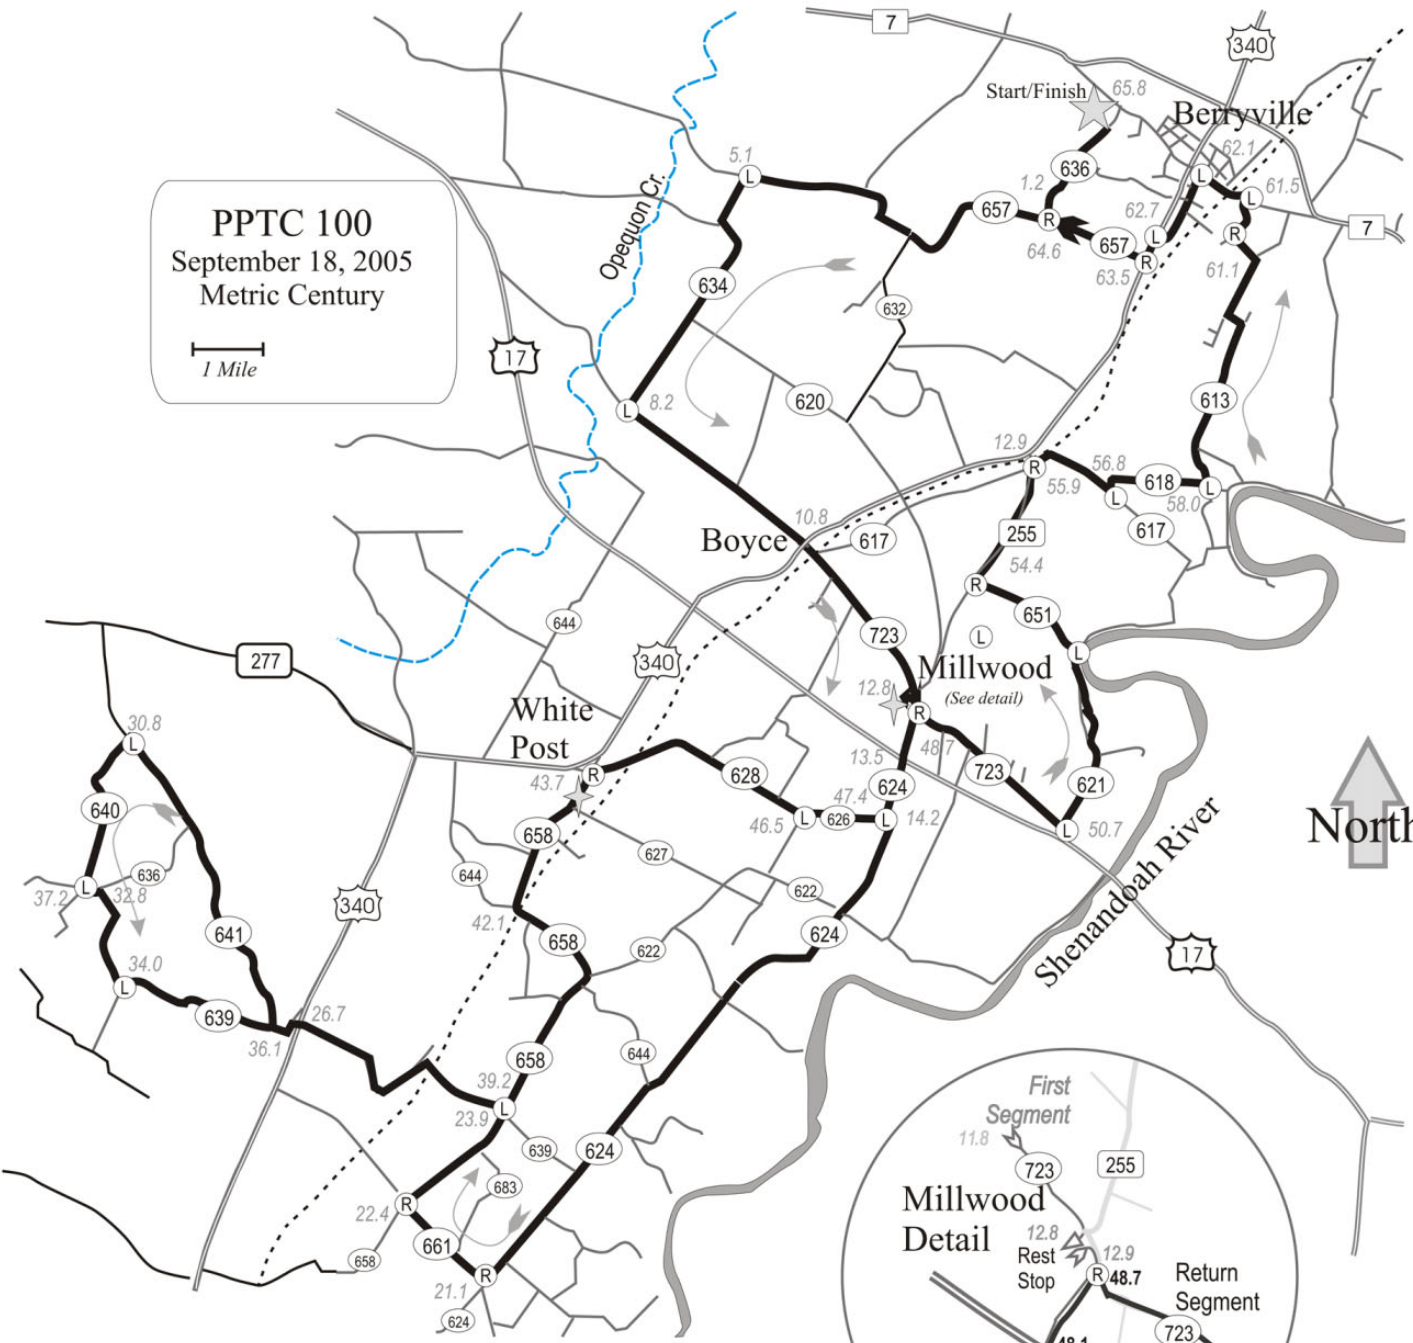 7
340
Start/Finish
65.8
Berryville
PPTC 100
September 18, 2005
Metric Century
1 Mile
Opequon Cr.
5.1
L
636
1.2
62.1
L
61.5
L
657
R
64.6
657
62.7
L
R
63.5
R
61.1
7
634
632
17
L
8.2
620
613
12.9
R
55.9
56.8
618
L
58.0
L
617
10.8
Boyce
617
255
54.4
R
651
L
L
644
723
340
277
Millwood
(See detail)
12.8
R
48.7
White
Post
30.8
L
43.7
R
628
13.5
624
723
621
47.4
46.5
L
626
L
14.2
L
50.7
North
640
658
627
636
L
37.2
32.8
644
622
340
42.1
641
658
622
624
Shenandoah River
17
34.0
L
639
26.7
36.1
658
644
39.2
L
23.9
639
624
683
R
22.4
661
658
R
21.1
624
First
Segment
11.8
723
255
Millwood
Detail
12.8
Rest
Stop
12.9
R
48.7
Return
Segment
723
48.1